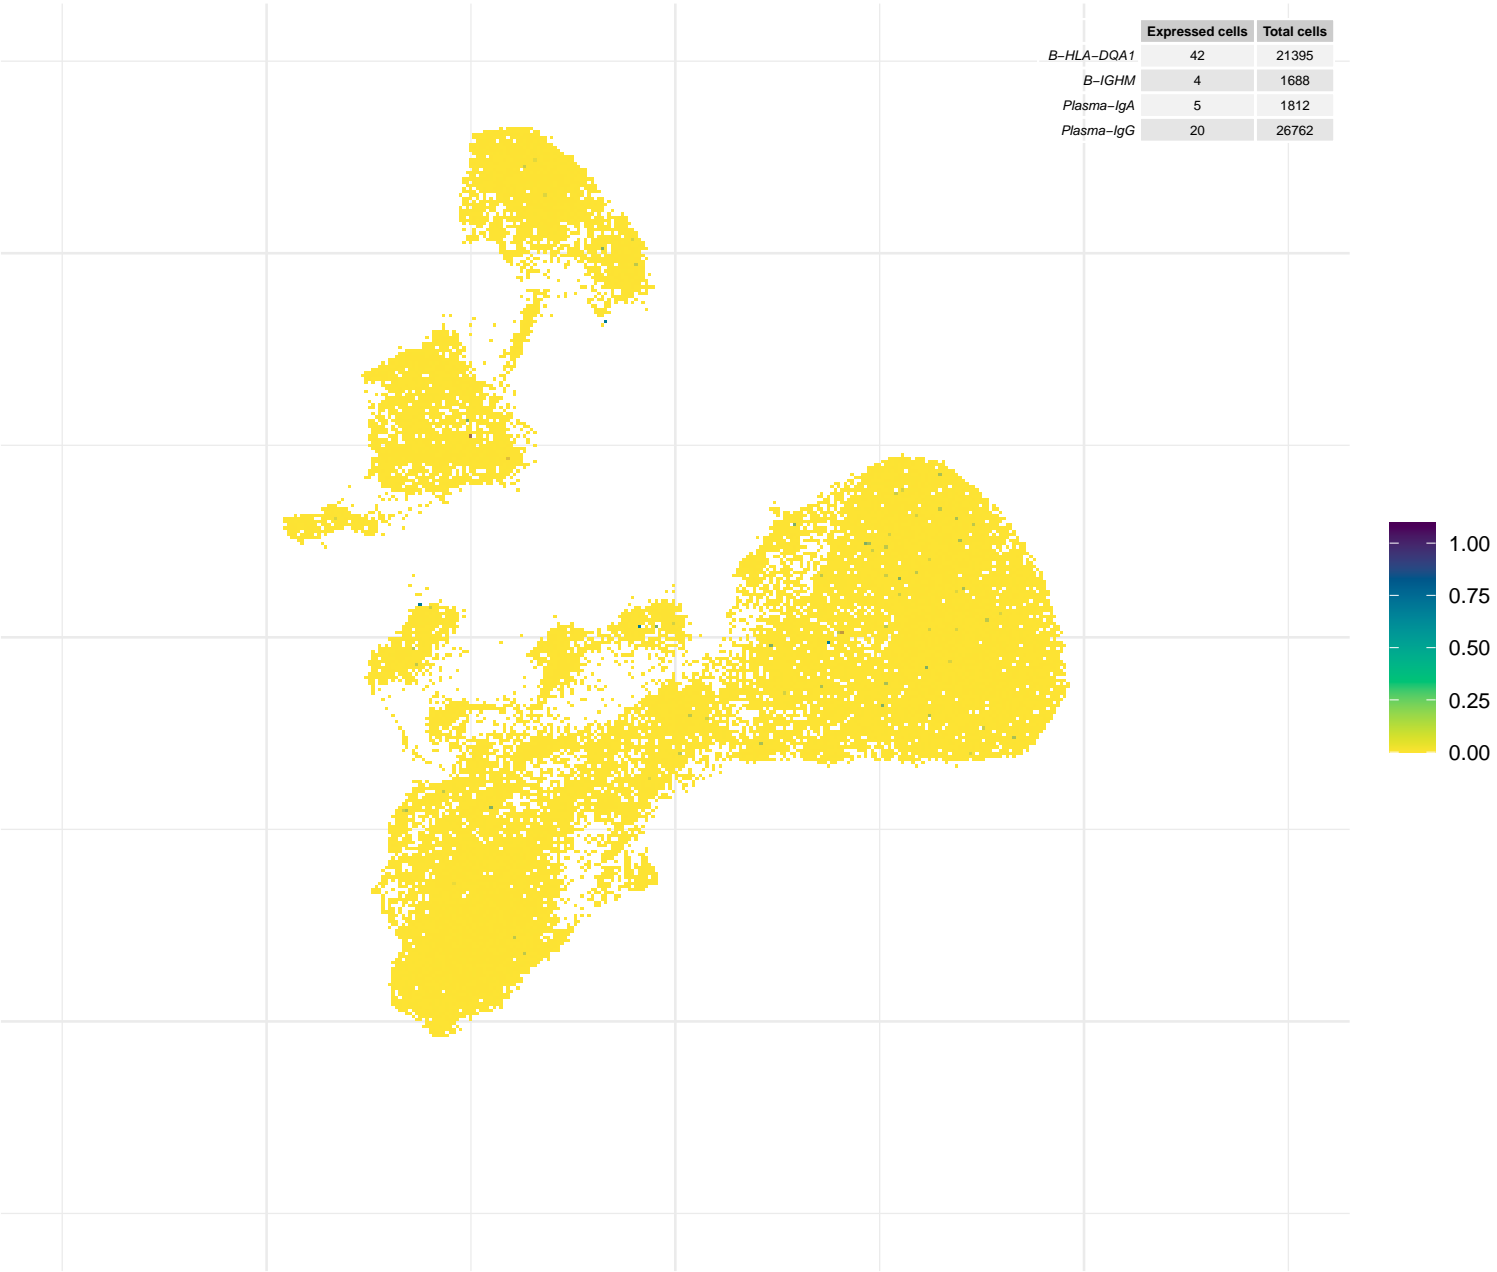 Expressed cells Total cells
B−HLA−DQA1 42 21395
B−IGHM 4 1688
Plasma−IgA 5 1812
Plasma−IgG 20 26762
1.00
0.75
0.50
0.25
0.00